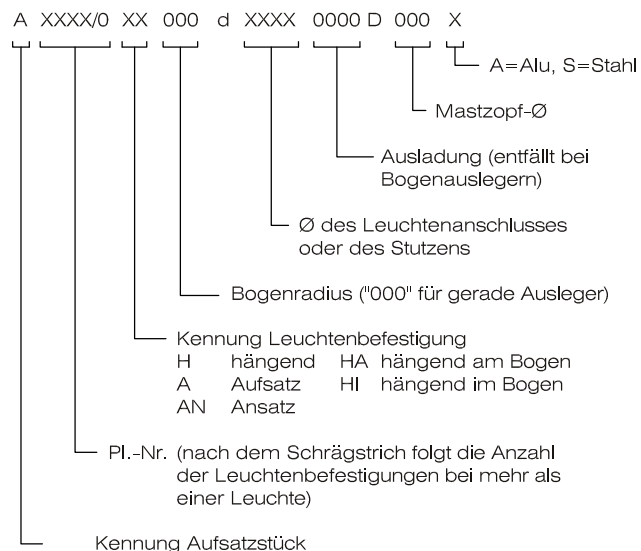 A XXXX/0 XX 000 d XXXX 0000 D 000 X
A=Alu, S=Stahl
Mastzopf-Ø
Ausladung (entfällt bei
Bogenauslegern)
Ø des Leuchtenanschlusses
oder des Stutzens
Bogenradius ("000" für gerade Ausleger)
Kennung Leuchtenbefestigung
H hängend HA hängend am Bogen
A Aufsatz HI hängend im Bogen
AN Ansatz
Pl.-Nr. (nach dem Schrägstrich folgt die Anzahl
der Leuchtenbefestigungen bei mehr als
einer Leuchte)
Kennung Aufsatzstück